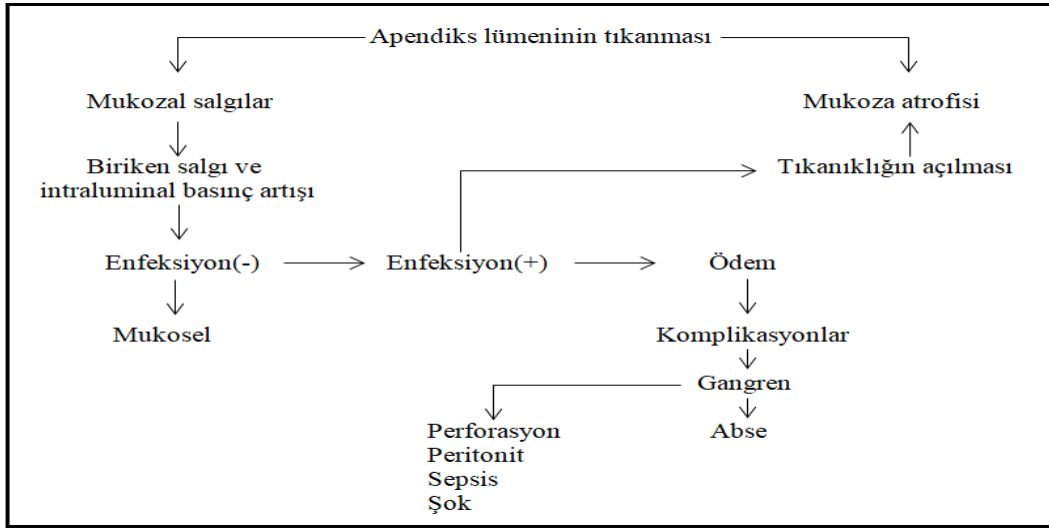 Apendiks lümeninin tıkanması
Mukozal salgılar
Mukoza atrofisi
Biriken salgı ve
intraluminal basınç artışı
Tıkanıklığın açılması
Enfeksiyon(-)
Enfeksiyon(+)
Ödem
Mukosel
Komplikasyonlar
Gangren
Perforasyon
Peritonit
Sepsis
Şok
Abse